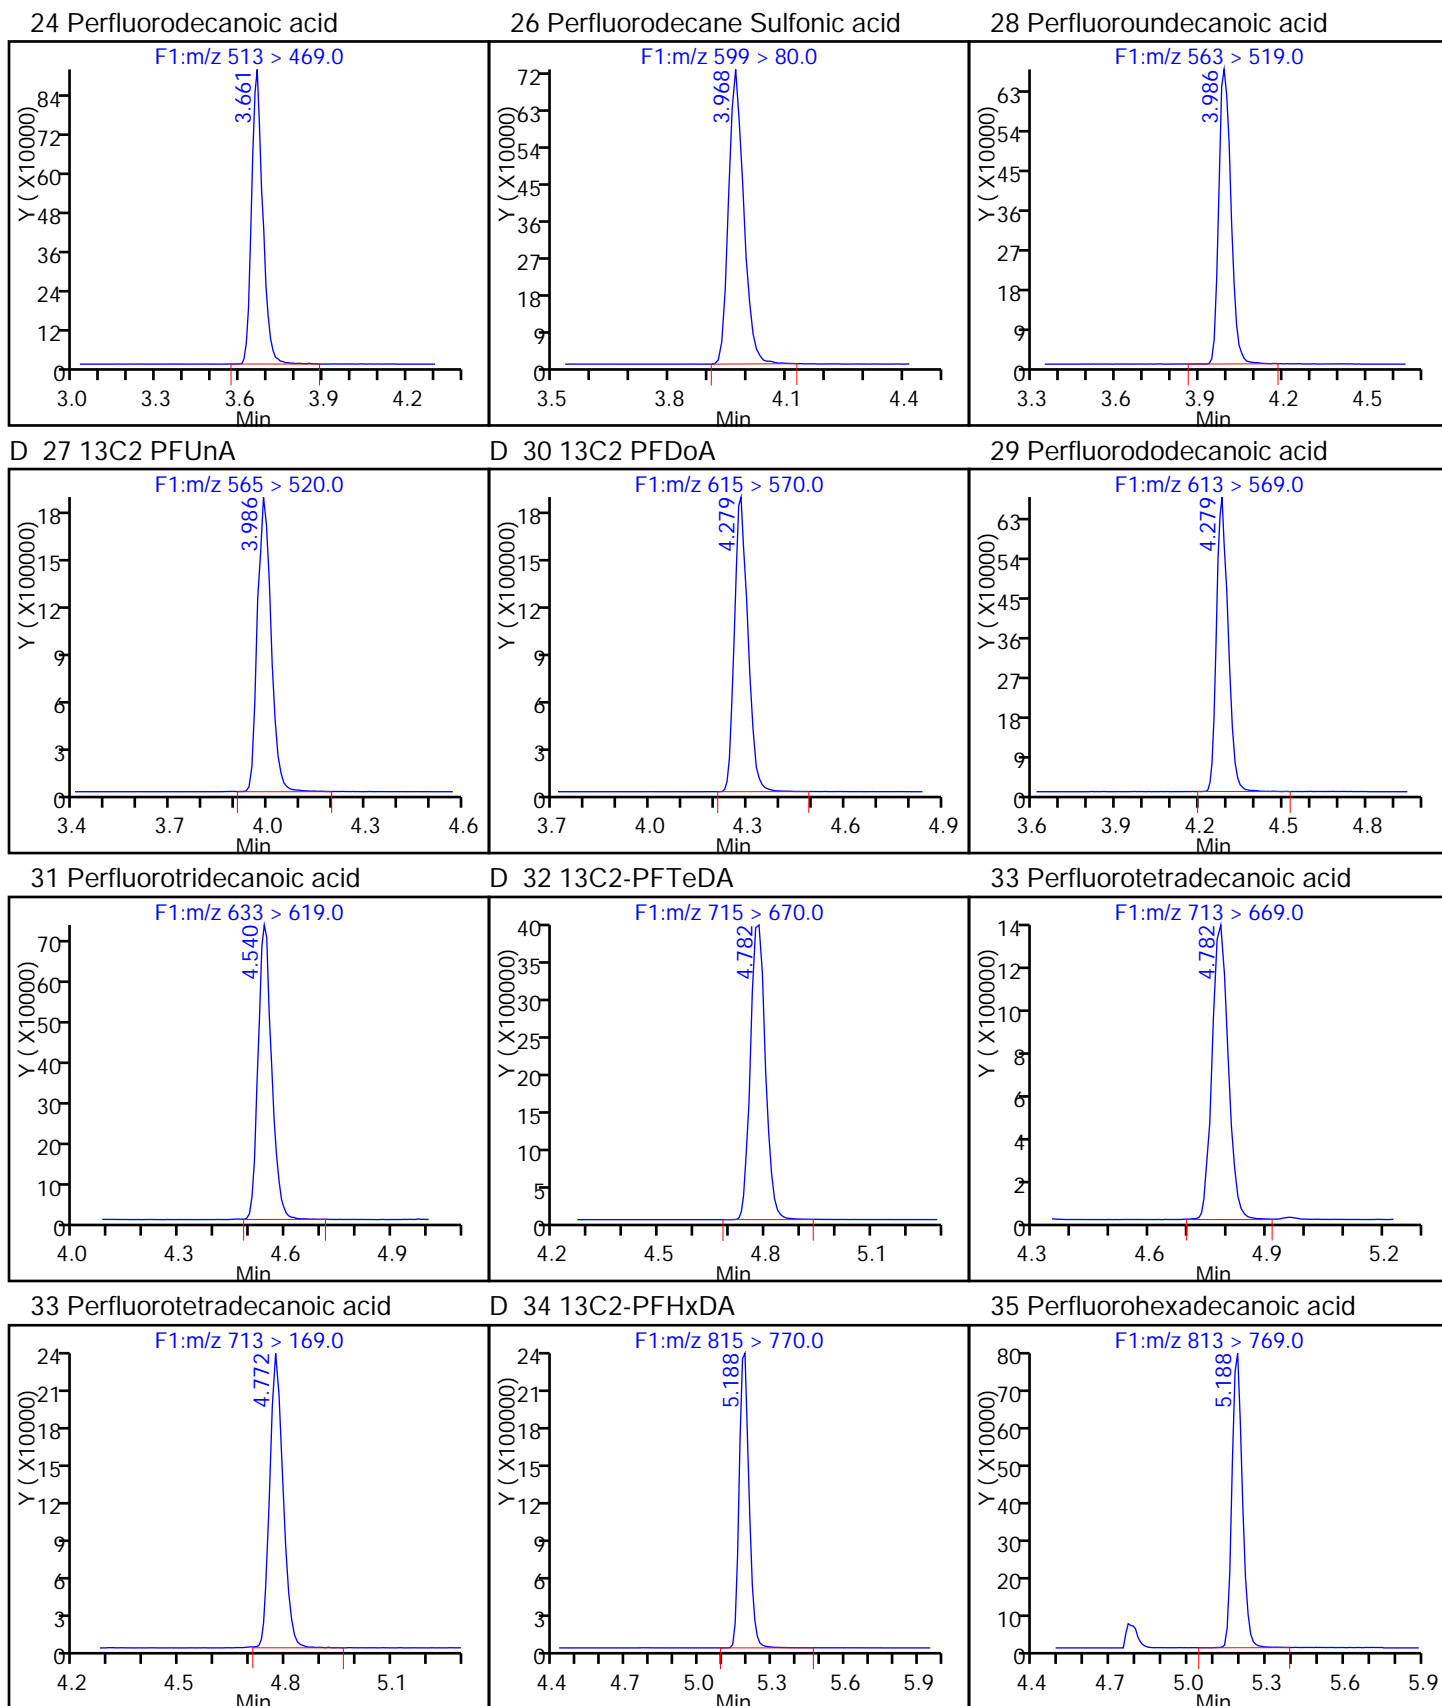 24 Perfluorodecanoic acid
F1:m/z 513 > 469.0
3.661
Y ( X10000)
84
72
60
48
36
24
12
0
3.0 3.3 3.6 3.9 4.2
Min
26 Perfluorodecane Sulfonic acid
F1:m/z 599 > 80.0
3.968
Y ( X10000)
72
63
54
45
36
27
18
9
0
3.5 3.8 4.1 4.4
Min
28 Perfluoroundecanoic acid
F1:m/z 563 > 519.0
3.986
Y ( X10000)
63
54
45
36
27
18
9
0
3.3 3.6 3.9 4.2 4.5
Min
D 27 13C2 PFUnA
F1:m/z 565 > 520.0
3.986
Y ( X100000)
18
15
12
9
6
3
0
3.4 3.7 4.0 4.3 4.6
Min
D 30 13C2 PFDoA
F1:m/z 615 > 570.0
4.279
Y ( X100000)
18
15
12
9
6
3
0
3.7 4.0 4.3 4.6 4.9
Min
29 Perfluorododecanoic acid
F1:m/z 613 > 569.0
4.279
Y ( X10000)
63
54
45
36
27
18
9
0
3.6 3.9 4.2 4.5 4.8
Min
31 Perfluorotridecanoic acid
F1:m/z 633 > 619.0
4.540
Y ( X10000)
70
60
50
40
30
20
10
0
4.0 4.3 4.6 4.9
Min
D 32 13C2-PFTeDA
F1:m/z 715 > 670.0
4.782
Y ( X100000)
40
35
30
25
20
15
10
5
0
4.2 4.5 4.8 5.1
Min
33 Perfluorotetradecanoic acid
F1:m/z 713 > 669.0
4.782
Y ( X100000)
14
12
10
8
6
4
2
0
4.3 4.6 4.9 5.2
Min
33 Perfluorotetradecanoic acid
F1:m/z 713 > 169.0
4.772
Y ( X10000)
24
21
18
15
12
9
6
3
0
4.2 4.5 4.8 5.1
Min
D 34 13C2-PFHxDA
F1:m/z 815 > 770.0
5.188
Y ( X100000)
24
21
18
15
12
9
6
3
0
4.4 4.7 5.0 5.3 5.6 5.9
Min
35 Perfluorohexadecanoic acid
F1:m/z 813 > 769.0
5.188
Y ( X10000)
80
70
60
50
40
30
20
10
0
4.4 4.7 5.0 5.3 5.6 5.9
Min